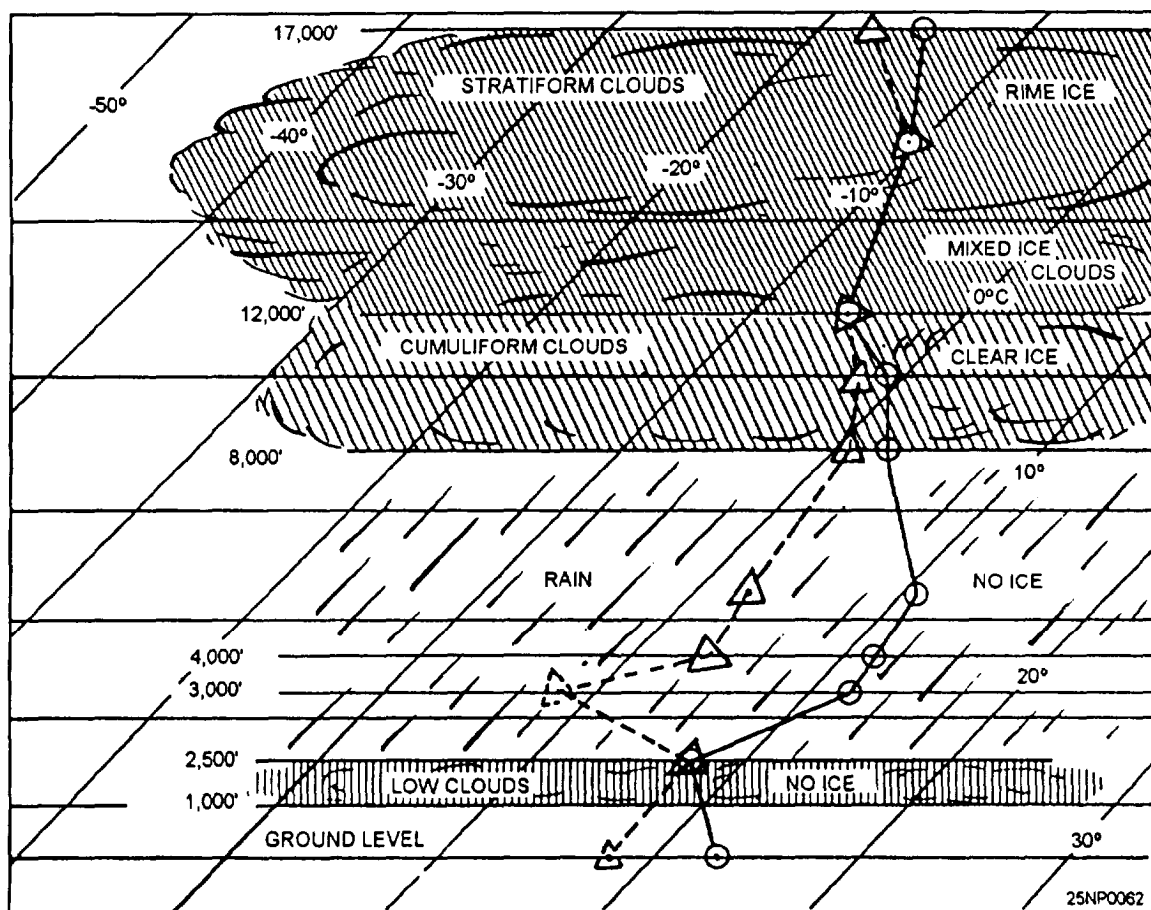 17,000'
STRATIFORM CLOUDS
RIME ICE
-50°
-40°
-30°
-20°
-10°
MIXED ICE
CLOUDS
0°C
12,000'
CUMULIFORM CLOUDS
CLEAR ICE
8,000'
10°
RAIN
NO ICE
4,000'
3,000'
20°
2,500'
LOW CLOUDS
NO ICE
1,000'
GROUND LEVEL
30°
25NP0062